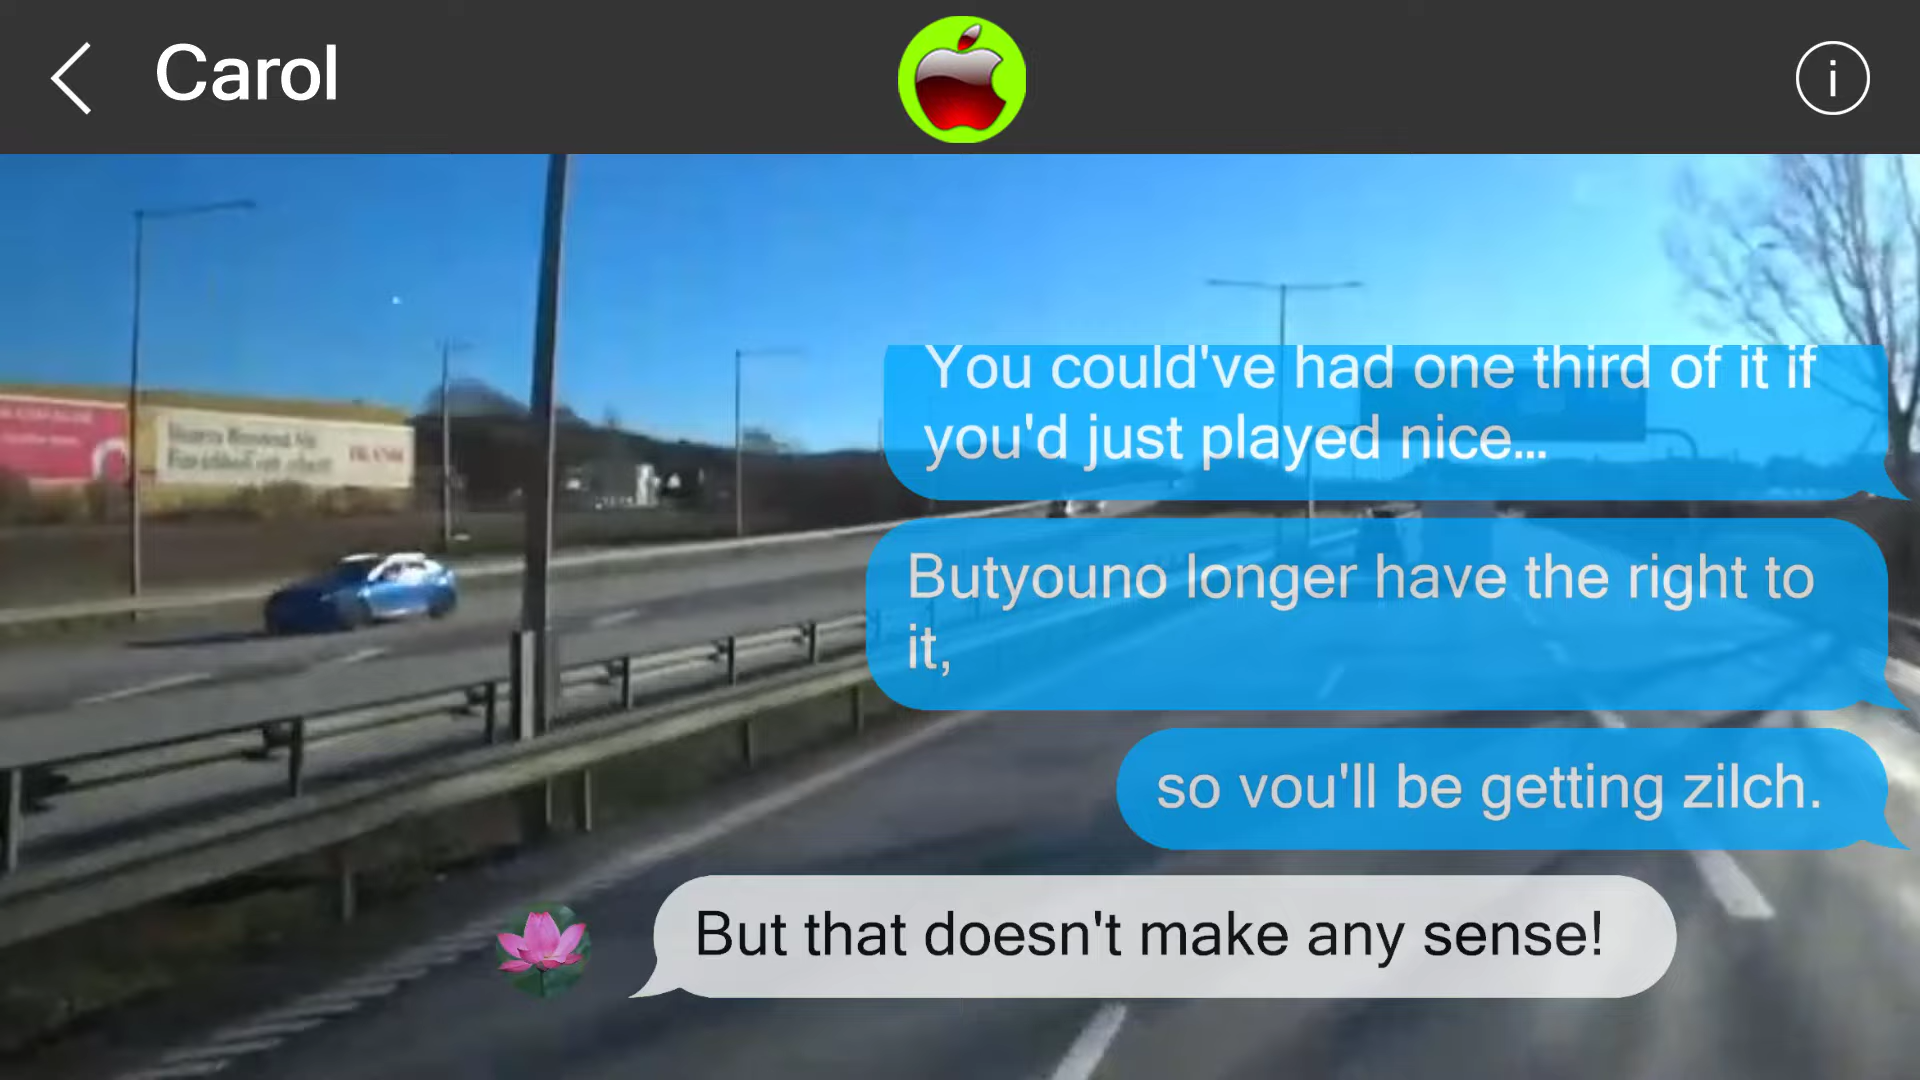 Carol
You could've had one third of it if
you'd just played nice...
Butyouno longer have the right to
it,
so vou'll be getting zilch.
But that doesn't make any sense!